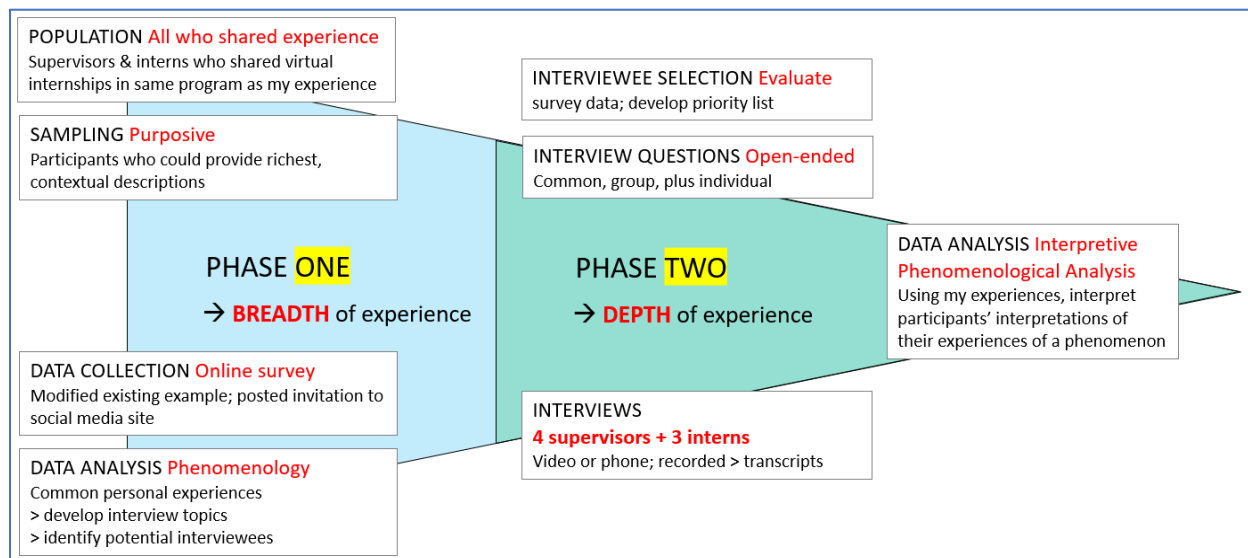 POPULATION All who shared experience
Supervisors & interns who shared virtual
internships in same program as my experience
SAMPLING Purposive
Participants who could provide richest,
contextual descriptions
PHASE ONE
→ BREADTH of experience
DATA COLLECTION Online survey
Modified existing example; posted invitation to
social media site
DATA ANALYSIS Phenomenology
Common personal experiences
> develop interview topics
> identify potential interviewees
INTERVIEWEE SELECTION Evaluate
survey data; develop priority list
INTERVIEW QUESTIONS Open-ended
Common, group, plus individual
PHASE TWO
→ DEPTH of experience
INTERVIEWS
4 supervisors + 3 interns
Video or phone; recorded > transcripts
DATA ANALYSIS Interpretive
Phenomenological Analysis
Using my experiences, interpret
participants’ interpretations of
their experiences of a phenomenon